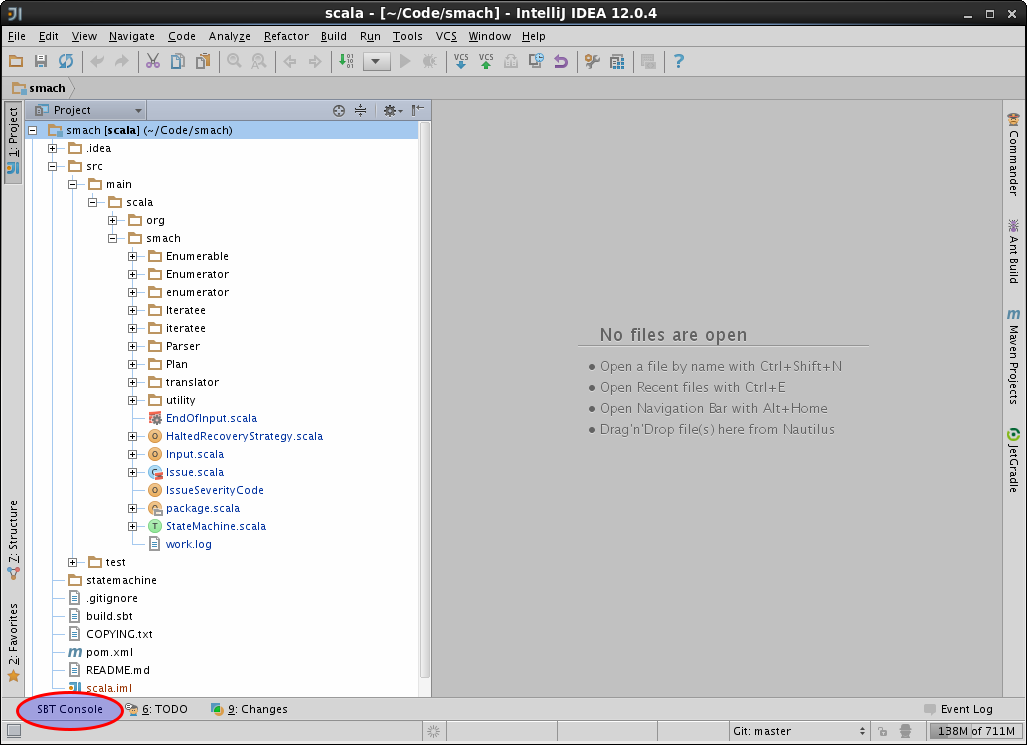 scala - [~/Code/smach] - IntelliJ IDEA 12.0.4
File Edit View Navigate Code Analyze Refactor Build Run Tools VCS Window Help
smach
1: Project
Project
smach [scala] (~/Code/smach)
.idea
src
main
scala
org
smach
Enumerable
Enumerator
enumerator
Iteratee
iteratee
Parser
Plan
translator
utility
EndOfInput.scala
HaltedRecoveryStrategy.scala
Input.scala
Issue.scala
IssueSeverityCode
package.scala
StateMachine.scala
work.log
test
statemachine
.gitignore
build.sbt
COPYING.txt
pom.xml
README.md
scala.iml
7: Structure
2: Favorites
No files are open
Open a file by name with Ctrl+Shift+N
Open Recent files with Ctrl+E
Open Navigation Bar with Alt+Home
Drag'n'Drop file(s) here from Nautilus
Commander
Ant Build
Maven Projects
JetGradle
SBT Console 6: TODO 9: Changes Event Log
Git: master 138M of 711M